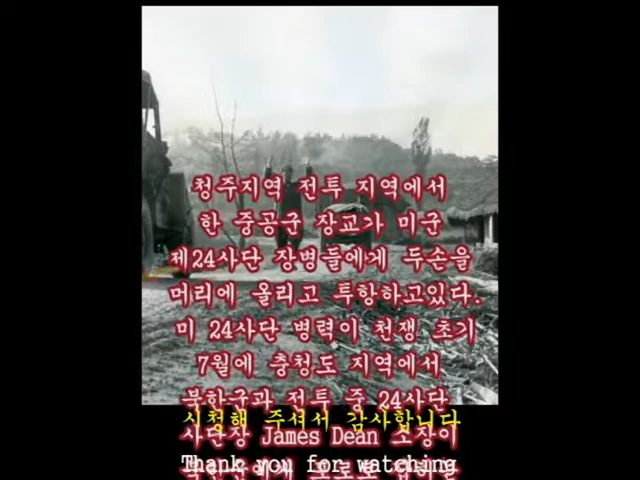 청주지역 전투 지역에서
한 중공군 장교가 미군
제24사단 장병들에게 두손을
머리에 올리고 투항하고있다.
미 24사단 병력이 천쟁 초기
7월에 충청도 지역에서
북한군과 전투 중 24사단
시청해 주셔서 감사합니다
사단장 James Dean 소장이
Thank you for watching